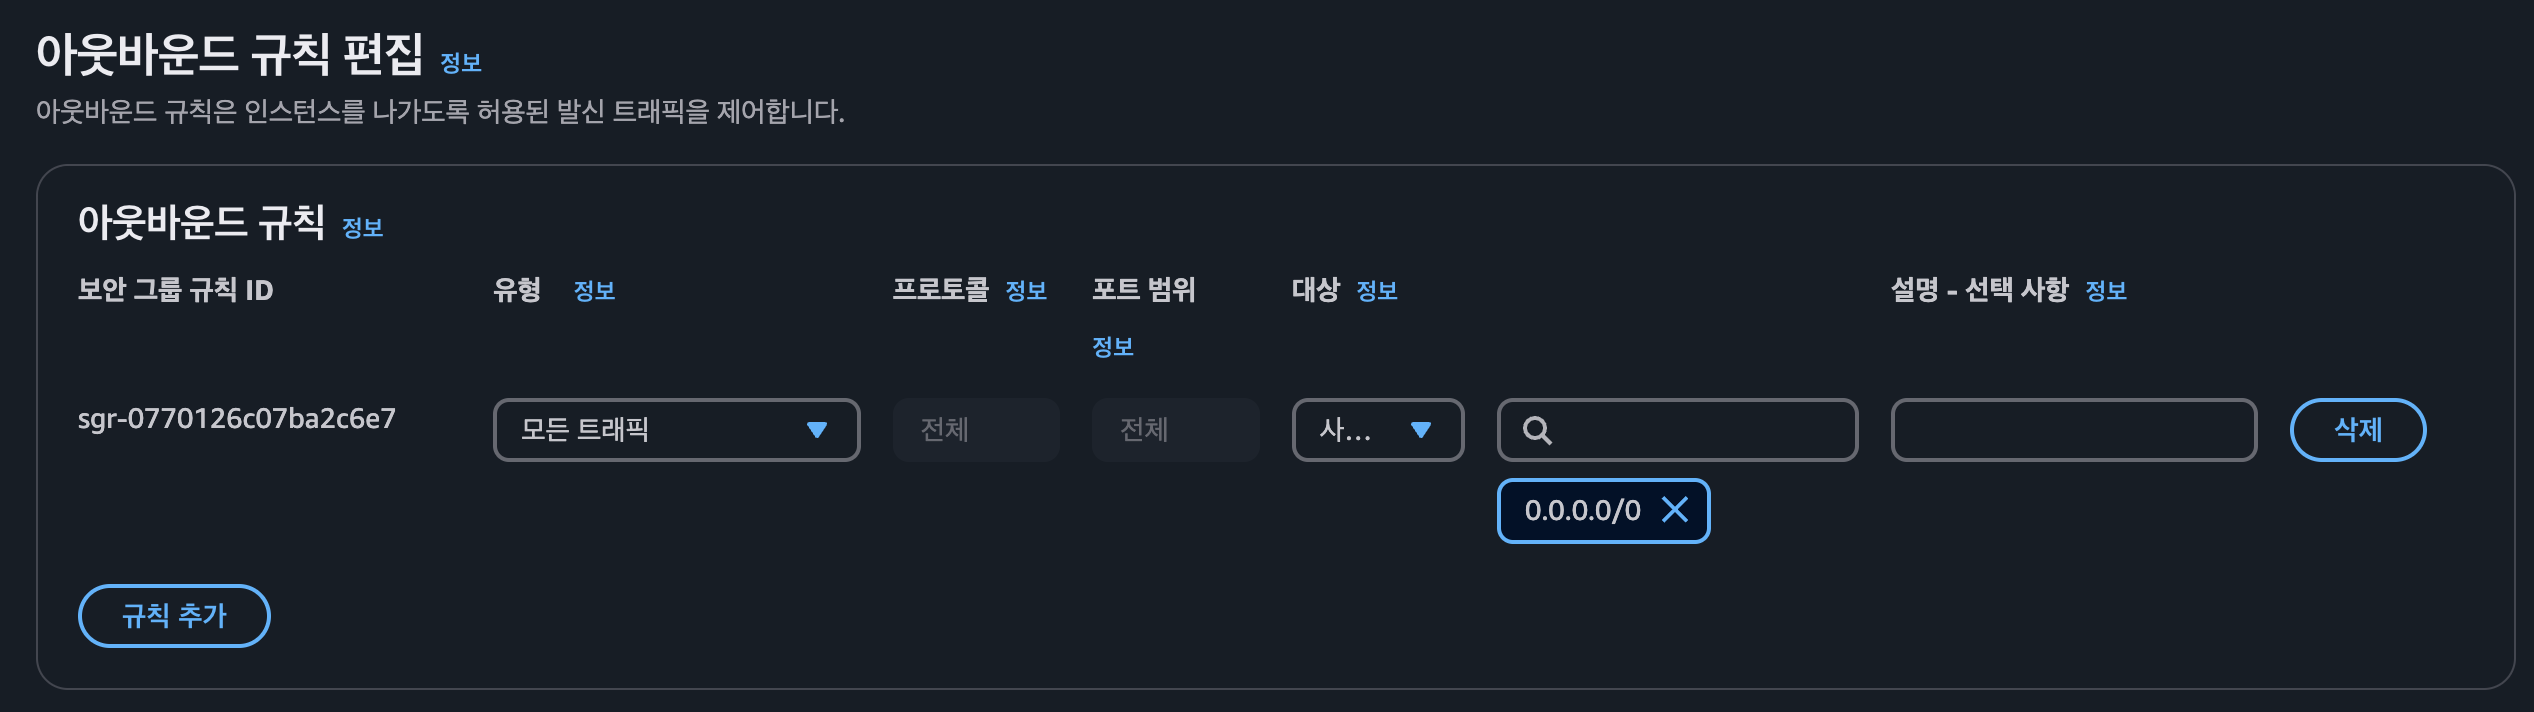 아웃바운드 규칙 편집 정보
아웃바운드 규칙은 인스턴스를 나가도록 허용된 발신 트래픽을 제어합니다.
아웃바운드 규칙 정보
보안 그룹 규칙 ID 유형 정보 프로토콜 정보 포트 범위 대상 정보 설명 - 선택 사항 정보
정보
sgr-0770126c07ba2c6e7 모든 트래픽 전체 전체 사... 삭제
0.0.0.0/0
규칙 추가